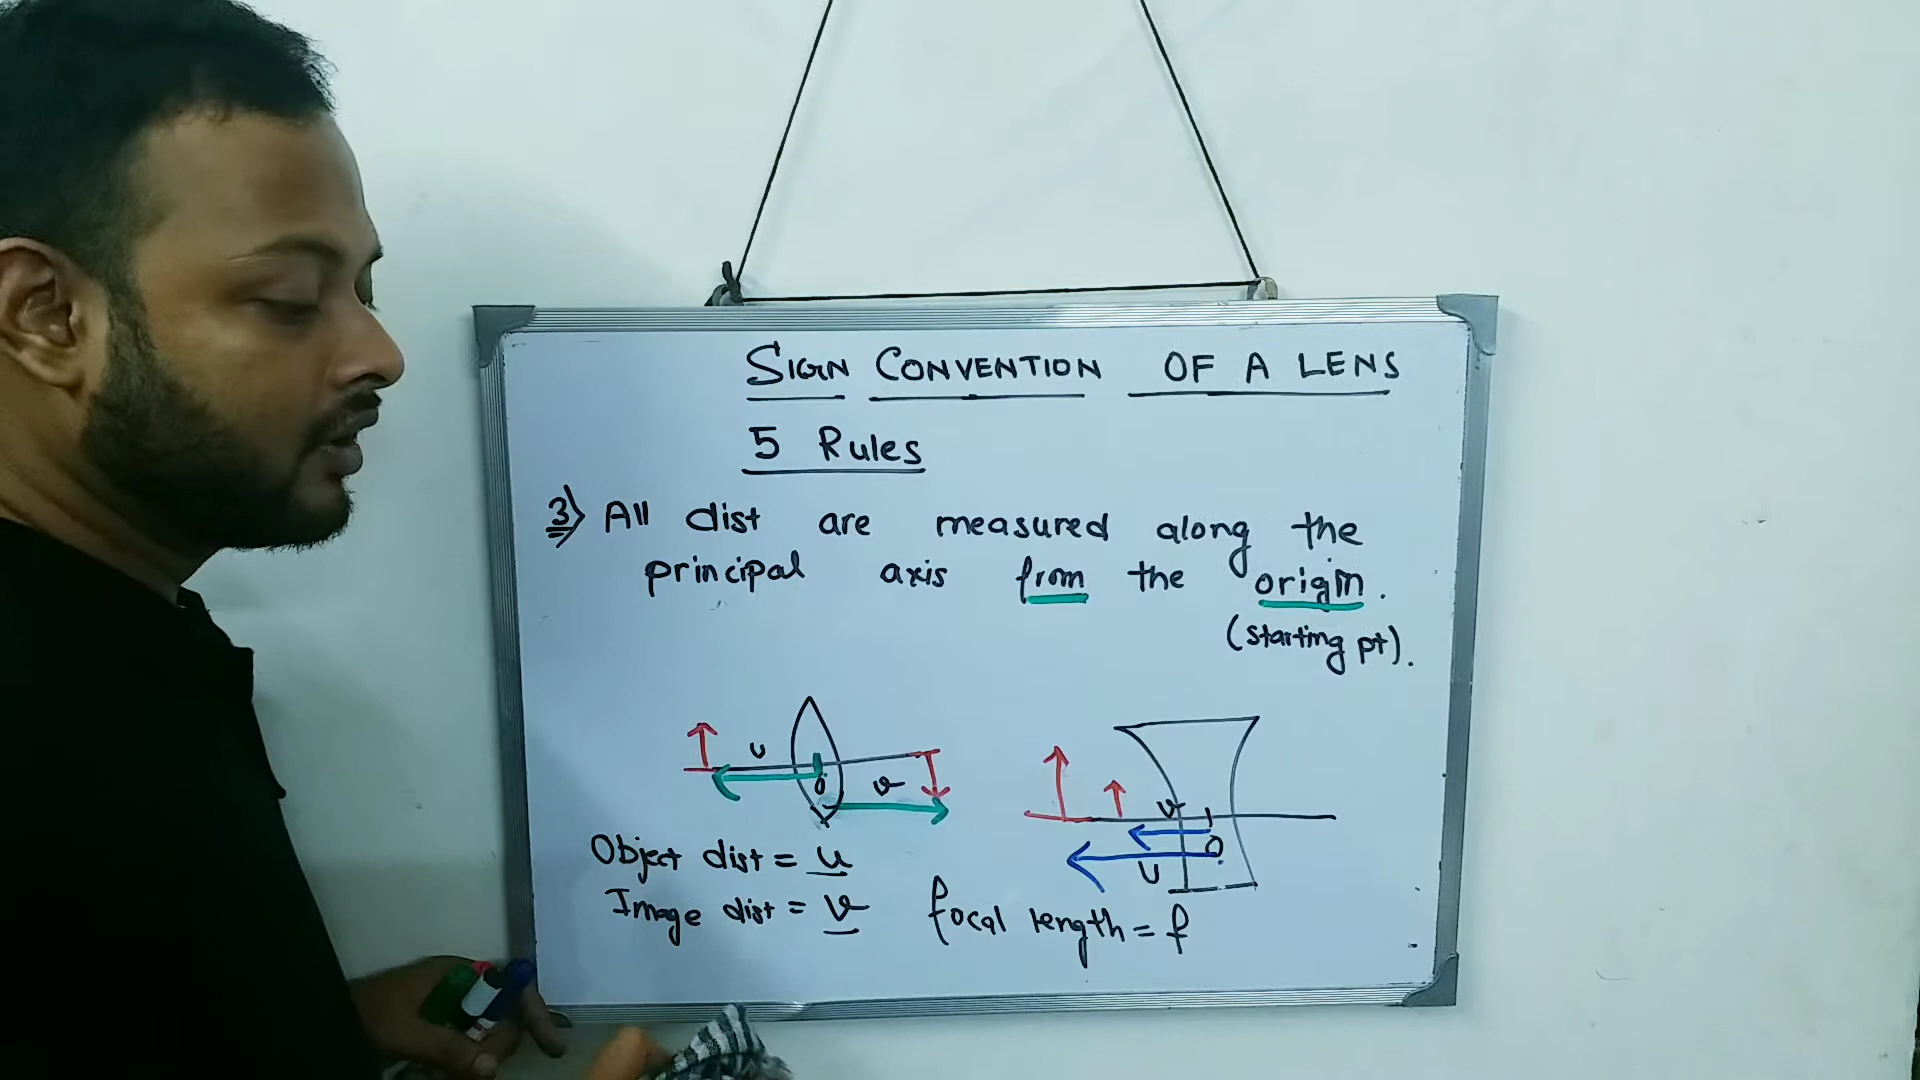 SIGN CONVENTION OF A LENS
5 Rules
3) All dist are measured along the
principal axis from the origin.
(starting pt).
u
v
O
v
O
u
Object dist = u
Image dist = v
focal length = f